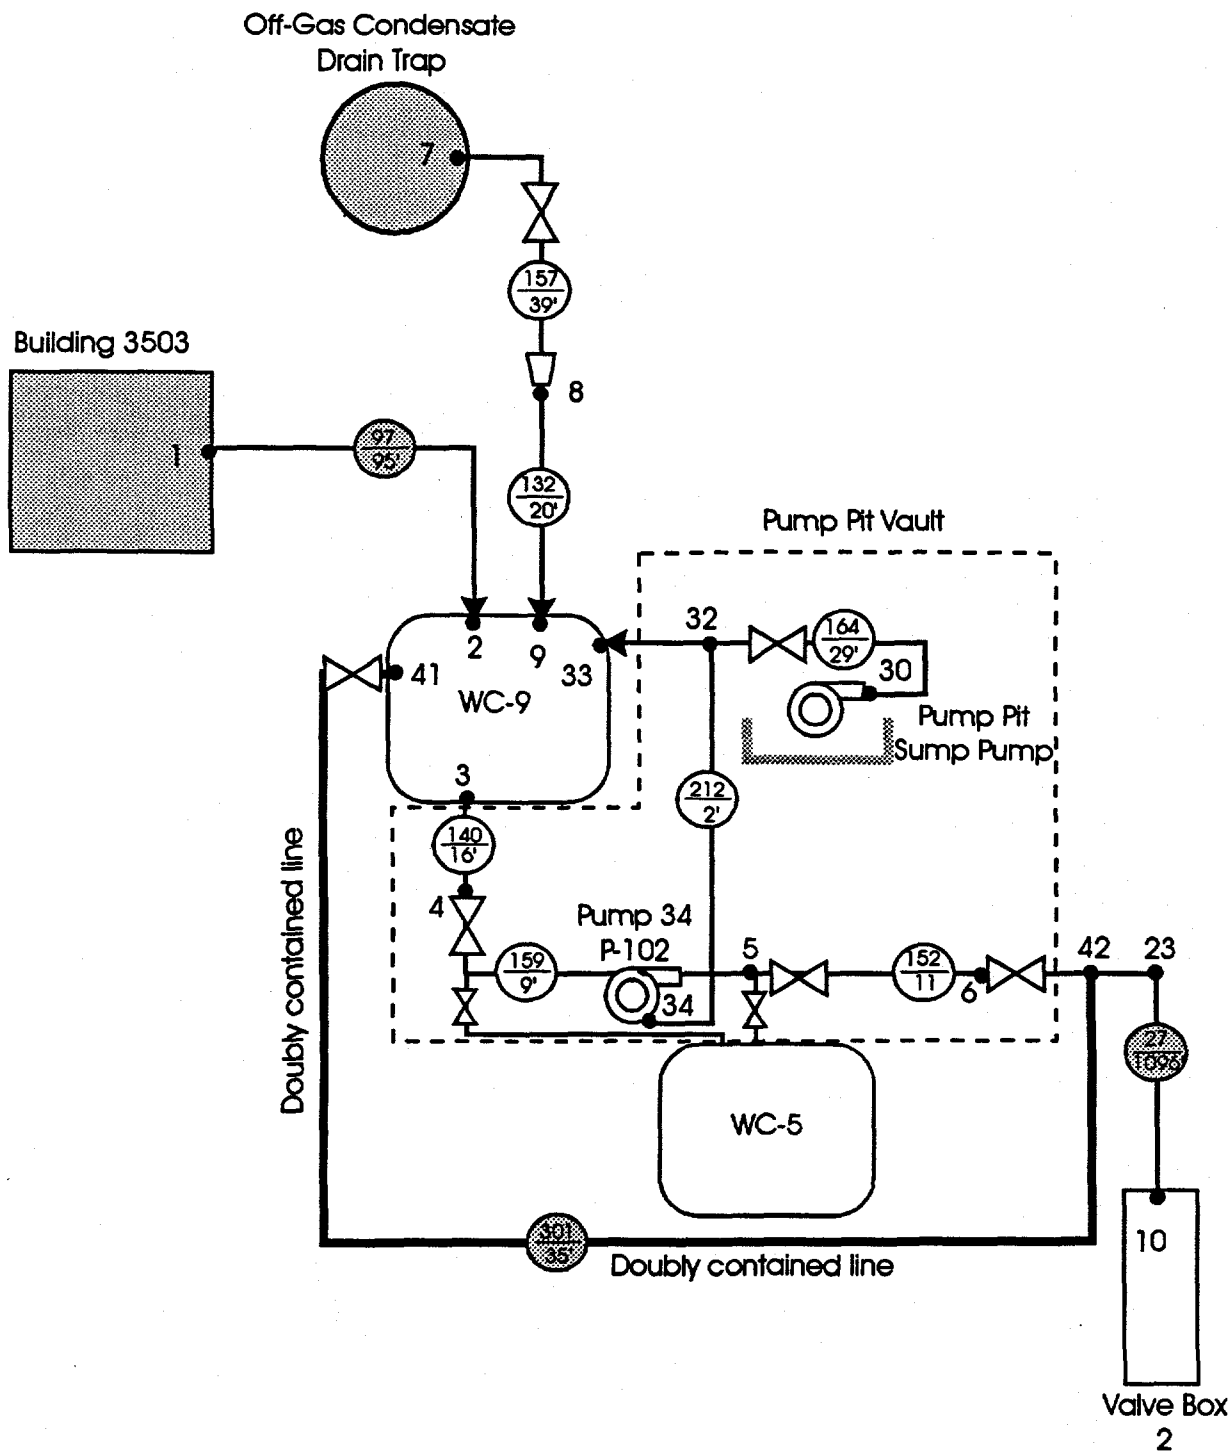 Off-Gas Condensate
Drain Trap
7
157
39'
Building 3503
8
1
97
95'
132
20'
Pump Pit Vault
32
164
29'
2
9
33
30
41
WC-9
Pump Pit
Sump Pump
3
212
2'
140
16'
Doubly contained line
4
Pump 34
P-102
5
42
23
159
9'
152
11
6
34
27
1096'
WC-5
301
35'
10
Doubly contained line
Valve Box
2